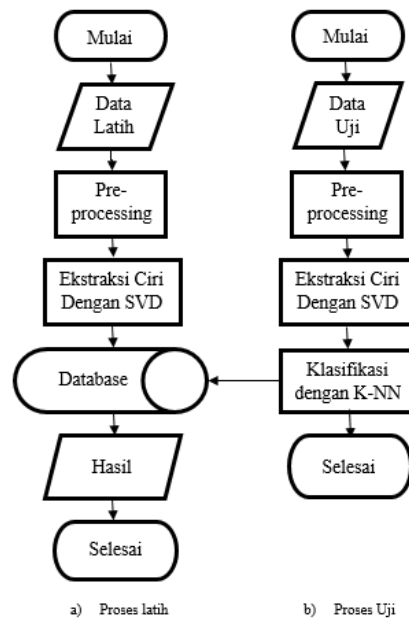 Mulai
Data
Latih
Pre-
processing
Ekstraksi Ciri
Dengan SVD
Database
Hasil
Selesai
a) Proses latih
Mulai
Data
Uji
Pre-
processing
Ekstraksi Ciri
Dengan SVD
Klasifikasi
dengan K-NN
Selesai
b) Proses Uji